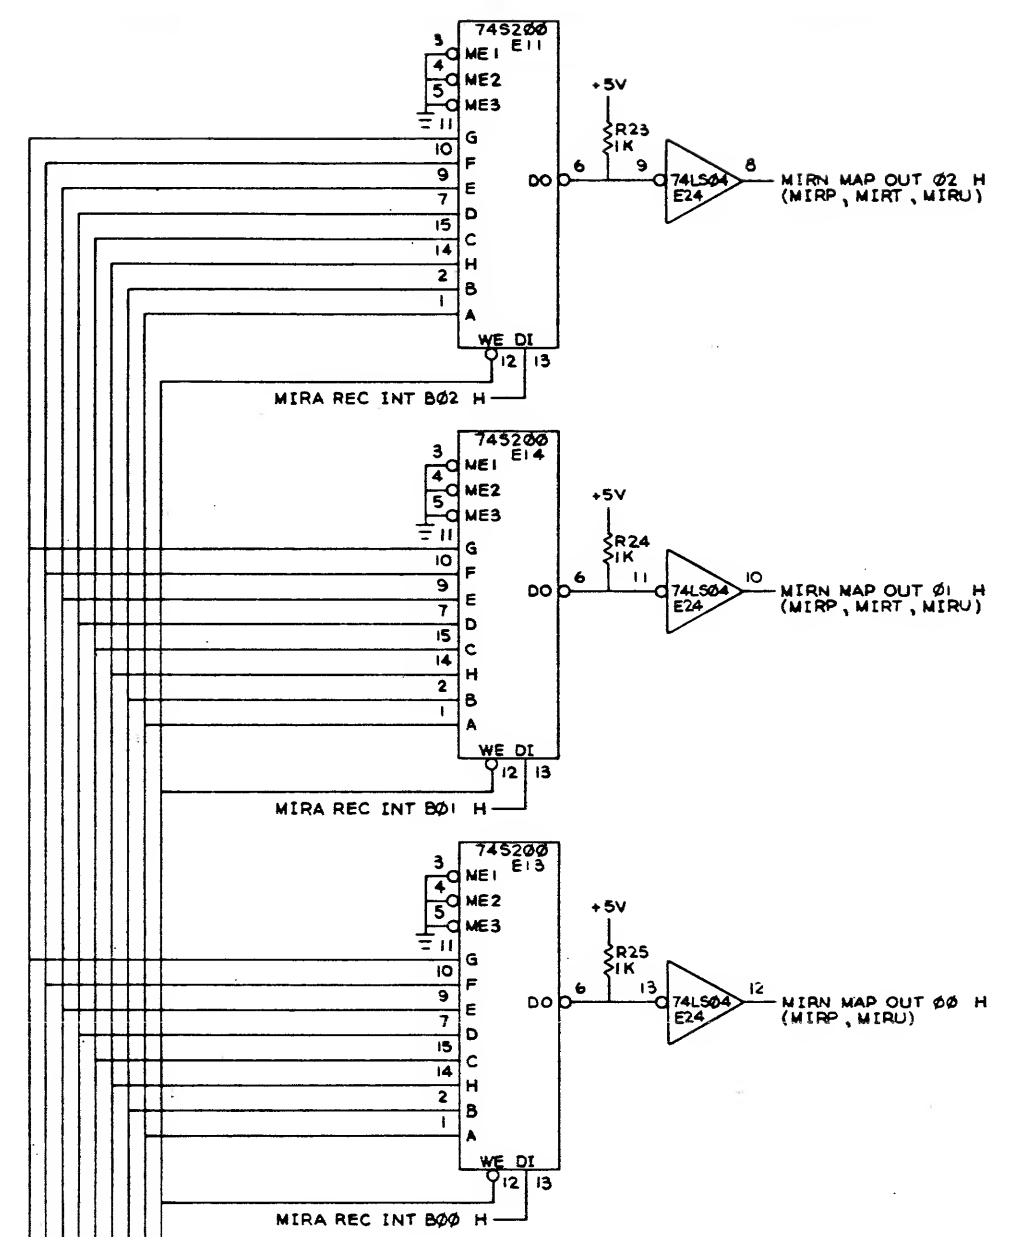 74S2ØØ
E11
3 ME1
4 ME2
5 ME3
11 G
10 F
9 E
7 D
15 C
14 H
2 B
1 A
WE DI
12 13
DO 6
+5V
R23
1K
9 74LSØ4 8
E24
MIRN MAP OUT Ø2 H
(MIRP, MIRT, MIRU)
MIRA REC INT BØ2 H
74S2ØØ
E14
3 ME1
4 ME2
5 ME3
11 G
10 F
9 E
7 D
15 C
14 H
2 B
1 A
WE DI
12 13
DO 6
+5V
R24
1K
11 74LSØ4 10
E24
MIRN MAP OUT Ø1 H
(MIRP, MIRT, MIRU)
MIRA REC INT BØ1 H
74S2ØØ
E13
3 ME1
4 ME2
5 ME3
11 G
10 F
9 E
7 D
15 C
14 H
2 B
1 A
WE DI
12 13
DO 6
+5V
R25
1K
13 74LSØ4 12
E24
MIRN MAP OUT ØØ H
(MIRP, MIRU)
MIRA REC INT BØØ H